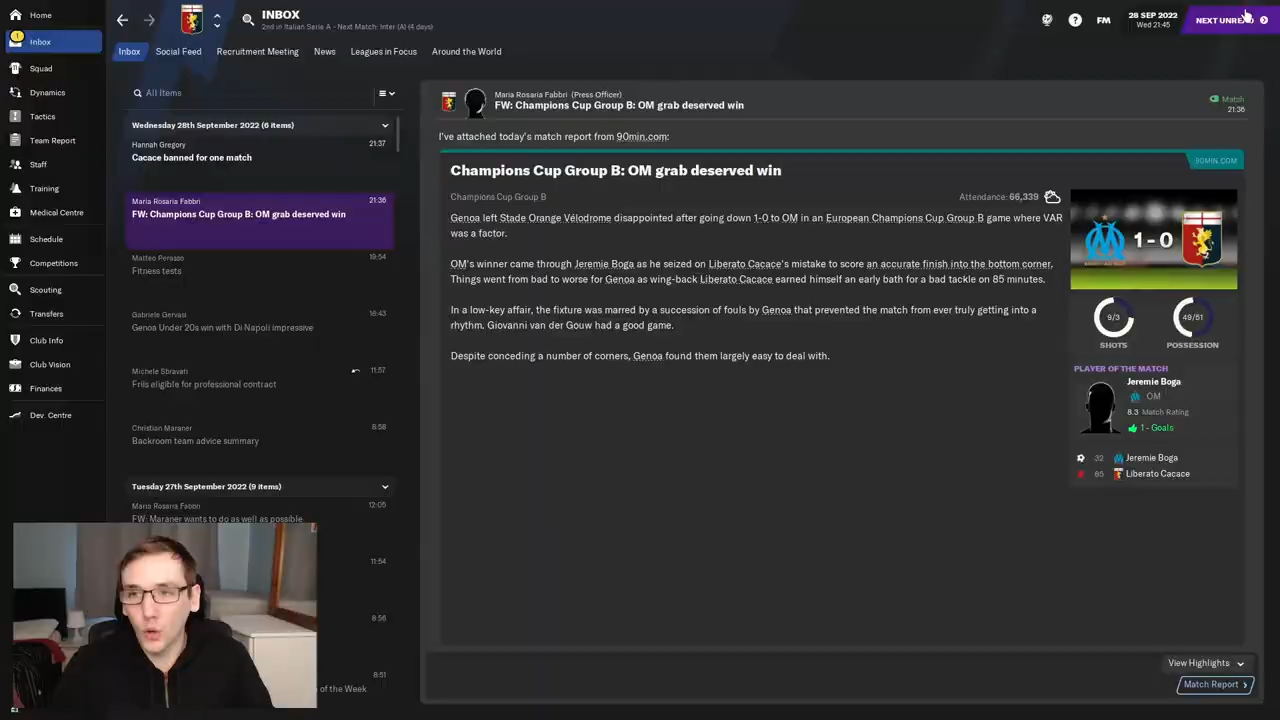 Home
Inbox
Squad
Dynamics
Tactics
Team Report
Staff
Training
Medical Centre
Schedule
Competitions
Scouting
Transfers
Club Info
Club Vision
Finances
Dev. Centre
INBOX
2nd in Italian Serie A - Next Match: Inter (A) (4 days)
FM
28 SEP 2022
Wed 21:45
NEXT
Inbox
Social Feed
Recruitment Meeting
News
Leagues in Focus
Around the World
All Items
Wednesday 28th September 2022 (6 items)
Hannah Gregory 21:37
Cacace banned for one match
Maria Rosaria Fabbri 21:36
FW: Champions Cup Group B: OM grab deserved win
Matteo Perasso 19:54
Fitness tests
Gabriele Gervasi 16:43
Genoa Under 20s win with Di Napoli impressive
Michele Sbravati 11:57
Friis eligible for professional contract
Christian Maraner 8:58
Backroom team advice summary
Tuesday 27th September 2022 (9 items)
Maria Rosaria Fabbri 12:05
FW: Maraner wants to do as well as possible
11:54
8:56
8:51
of the Week
Maria Rosaria Fabbri (Press Officer)
FW: Champions Cup Group B: OM grab deserved win
Match
21:36
I've attached today's match report from 90min.com:
90MIN.COM
Champions Cup Group B: OM grab deserved win
Champions Cup Group B
Attendance: 66,339
Genoa left Stade Orange Vélodrome disappointed after going down 1-0 to OM in an European Champions Cup Group B game where VAR
was a factor.
OM's winner came through Jeremie Boga as he seized on Liberato Cacace's mistake to score an accurate finish into the bottom corner.
Things went from bad to worse for Genoa as wing-back Liberato Cacace earned himself an early bath for a bad tackle on 85 minutes.
In a low-key affair, the fixture was marred by a succession of fouls by Genoa that prevented the match from ever truly getting into a
rhythm. Giovanni van der Gouw had a good game.
Despite conceding a number of corners, Genoa found them largely easy to deal with.
1 - 0
9/3
49/51
SHOTS
POSSESSION
PLAYER OF THE MATCH
Jeremie Boga
OM
8.3 Match Rating
1 - Goals
32 Jeremie Boga
85 Liberato Cacace
View Highlights
Match Report